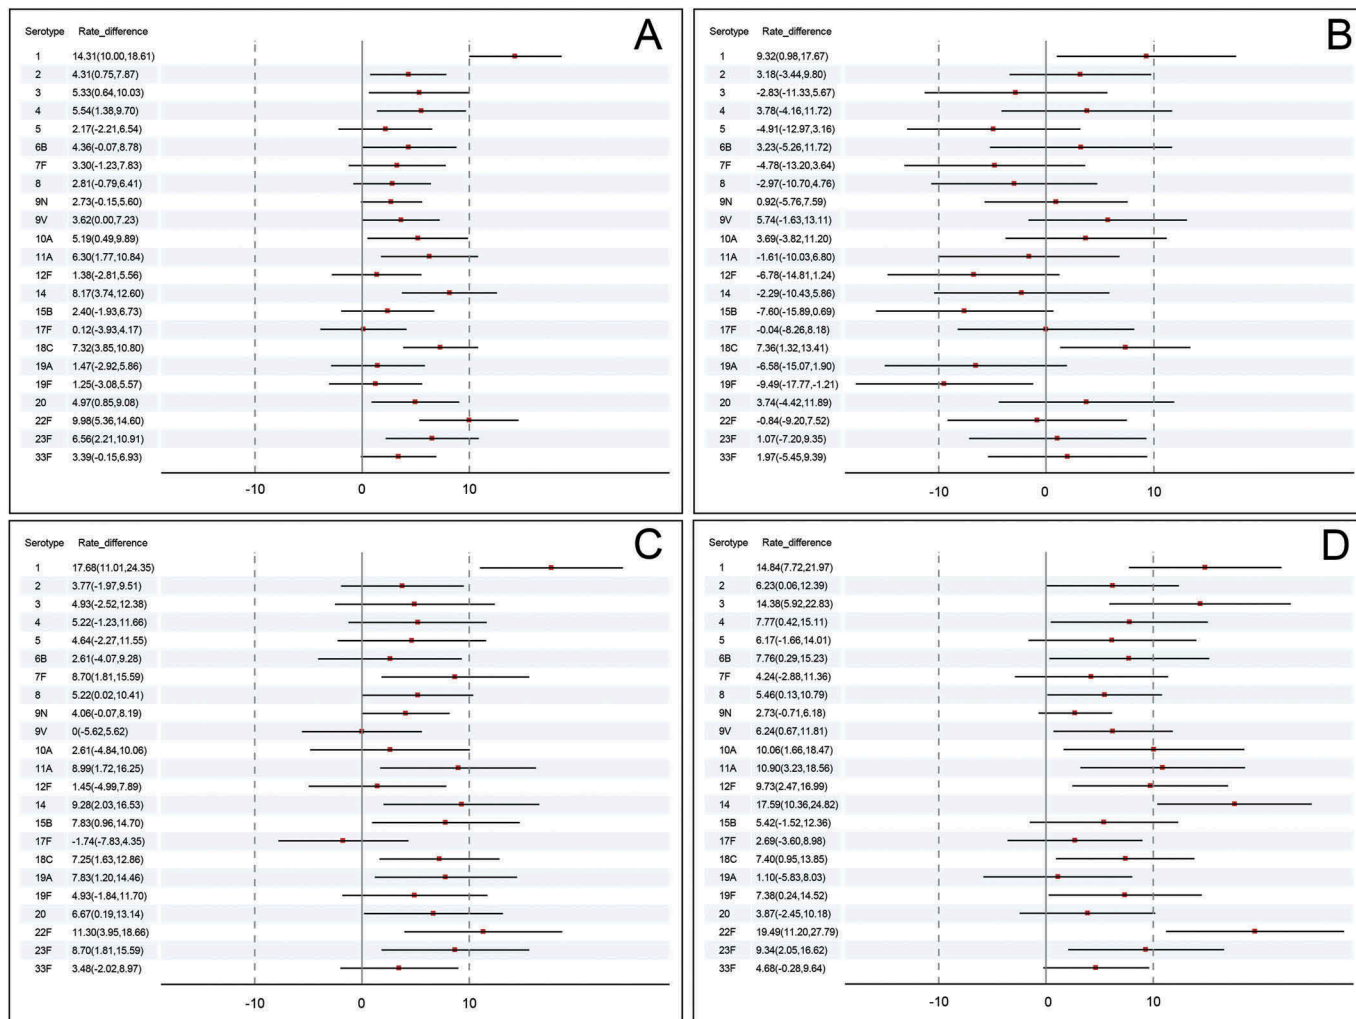 A
Serotype Rate_difference
1 14.31(10.00,18.61)
2 4.31(0.75,7.87)
3 5.33(0.64,10.03)
4 5.54(1.38,9.70)
5 2.17(-2.21,6.54)
6B 4.36(-0.07,8.78)
7F 3.30(-1.23,7.83)
8 2.81(-0.79,6.41)
9N 2.73(-0.15,5.60)
9V 3.62(0.00,7.23)
10A 5.19(0.49,9.89)
11A 6.30(1.77,10.84)
12F 1.38(-2.81,5.56)
14 8.17(3.74,12.60)
15B 2.40(-1.93,6.73)
17F 0.12(-3.93,4.17)
18C 7.32(3.85,10.80)
19A 1.47(-2.92,5.86)
19F 1.25(-3.08,5.57)
20 4.97(0.85,9.08)
22F 9.98(5.36,14.60)
23F 6.56(2.21,10.91)
33F 3.39(-0.15,6.93)
-10 0 10
B
Serotype Rate_difference
1 9.32(0.98,17.67)
2 3.18(-3.44,9.80)
3 -2.83(-11.33,5.67)
4 3.78(-4.16,11.72)
5 -4.91(-12.97,3.16)
6B 3.23(-5.26,11.72)
7F -4.78(-13.20,3.64)
8 -2.97(-10.70,4.76)
9N 0.92(-5.76,7.59)
9V 5.74(-1.63,13.11)
10A 3.69(-3.82,11.20)
11A -1.61(-10.03,6.80)
12F -6.78(-14.81,1.24)
14 -2.29(-10.43,5.86)
15B -7.60(-15.89,0.69)
17F -0.04(-8.26,8.18)
18C 7.36(1.32,13.41)
19A -6.58(-15.07,1.90)
19F -9.49(-17.77,-1.21)
20 3.74(-4.42,11.89)
22F -0.84(-9.20,7.52)
23F 1.07(-7.20,9.35)
33F 1.97(-5.45,9.39)
-10 0 10
C
Serotype Rate_difference
1 17.68(11.01,24.35)
2 3.77(-1.97,9.51)
3 4.93(-2.52,12.38)
4 5.22(-1.23,11.66)
5 4.64(-2.27,11.55)
6B 2.61(-4.07,9.28)
7F 8.70(1.81,15.59)
8 5.22(0.02,10.41)
9N 4.06(-0.07,8.19)
9V 0(-5.62,5.62)
10A 2.61(-4.84,10.06)
11A 8.99(1.72,16.25)
12F 1.45(-4.99,7.89)
14 9.28(2.03,16.53)
15B 7.83(0.96,14.70)
17F -1.74(-7.83,4.35)
18C 7.25(1.63,12.86)
19A 7.83(1.20,14.46)
19F 4.93(-1.84,11.70)
20 6.67(0.19,13.14)
22F 11.30(3.95,18.66)
23F 8.70(1.81,15.59)
33F 3.48(-2.02,8.97)
-10 0 10
D
Serotype Rate_difference
1 14.84(7.72,21.97)
2 6.23(0.06,12.39)
3 14.38(5.92,22.83)
4 7.77(0.42,15.11)
5 6.17(-1.66,14.01)
6B 7.76(0.29,15.23)
7F 4.24(-2.88,11.36)
8 5.46(0.13,10.79)
9N 2.73(-0.71,6.18)
9V 6.24(0.67,11.81)
10A 10.06(1.66,18.47)
11A 10.90(3.23,18.56)
12F 9.73(2.47,16.99)
14 17.59(10.36,24.82)
15B 5.42(-1.52,12.36)
17F 2.69(-3.60,8.98)
18C 7.40(0.95,13.85)
19A 1.10(-5.83,8.03)
19F 7.38(0.24,14.52)
20 3.87(-2.45,10.18)
22F 19.49(11.20,27.79)
23F 9.34(2.05,16.62)
33F 4.68(-0.28,9.64)
-10 0 10